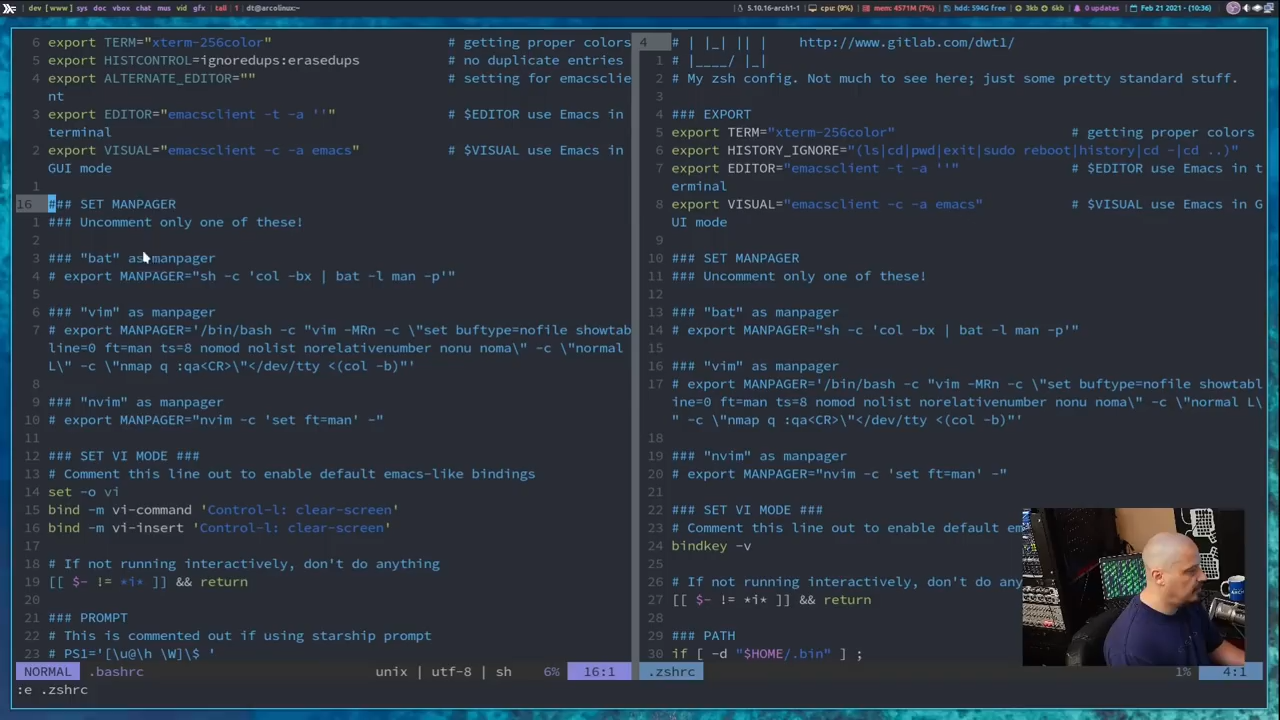 dev [www] sys doc vbox chat mus vid gfx | tall | 1 dt@arcolinux:~
5.10.16-arch1-1 | cpu: (9%) | mem: 4571M (7%) | hdd: 594G free | 3kb 6kb | 0 updates | Feb 21 2021 - (10:36)
6 export TERM="xterm-256color" # getting proper colors
5 export HISTCONTROL=ignoredups:erasedups # no duplicate entries
4 export ALTERNATE_EDITOR="" # setting for emacsclie
nt
3 export EDITOR="emacsclient -t -a ''" # $EDITOR use Emacs in
terminal
2 export VISUAL="emacsclient -c -a emacs" # $VISUAL use Emacs in
GUI mode
1
16 ### SET MANPAGER
1 ### Uncomment only one of these!
2
3 ### "bat" as manpager
4 # export MANPAGER="sh -c 'col -bx | bat -l man -p'"
5
6 ### "vim" as manpager
7 # export MANPAGER='/bin/bash -c "vim -MRn -c \"set buftype=nofile showtab
line=0 ft=man ts=8 nomod nolist norelativenumber nonu noma\" -c \"normal
L\" -c \"nmap q :qa<CR>\"</dev/tty <(col -b)"'
8
9 ### "nvim" as manpager
10 # export MANPAGER="nvim -c 'set ft=man' -"
11
12 ### SET VI MODE ###
13 # Comment this line out to enable default emacs-like bindings
14 set -o vi
15 bind -m vi-command 'Control-l: clear-screen'
16 bind -m vi-insert 'Control-l: clear-screen'
17
18 # If not running interactively, don't do anything
19 [[ $- != *i* ]] && return
20
21 ### PROMPT
22 # This is commented out if using starship prompt
23 # PS1='[\u@\h \W]\$ '
NORMAL .bashrc unix | utf-8 | sh 6% 16:1
:e .zshrc
4 # | |_| || | http://www.gitlab.com/dwt1/
1 # |____/ |_|
2 # My zsh config. Not much to see here; just some pretty standard stuff.
3
4 ### EXPORT
5 export TERM="xterm-256color" # getting proper colors
6 export HISTORY_IGNORE="(ls|cd|pwd|exit|sudo reboot|history|cd -|cd ..)"
7 export EDITOR="emacsclient -t -a ''" # $EDITOR use Emacs in t
erminal
8 export VISUAL="emacsclient -c -a emacs" # $VISUAL use Emacs in G
UI mode
9
10 ### SET MANPAGER
11 ### Uncomment only one of these!
12
13 ### "bat" as manpager
14 # export MANPAGER="sh -c 'col -bx | bat -l man -p'"
15
16 ### "vim" as manpager
17 # export MANPAGER='/bin/bash -c "vim -MRn -c \"set buftype=nofile showtabl
ine=0 ft=man ts=8 nomod nolist norelativenumber nonu noma\" -c \"normal L\
" -c \"nmap q :qa<CR>\"</dev/tty <(col -b)"'
18
19 ### "nvim" as manpager
20 # export MANPAGER="nvim -c 'set ft=man' -"
21
22 ### SET VI MODE ###
23 # Comment this line out to enable default em
24 bindkey -v
25
26 # If not running interactively, don't do any
27 [[ $- != *i* ]] && return
28
29 ### PATH
30 if [ -d "$HOME/.bin" ] ;
.zshrc 1% 4:1